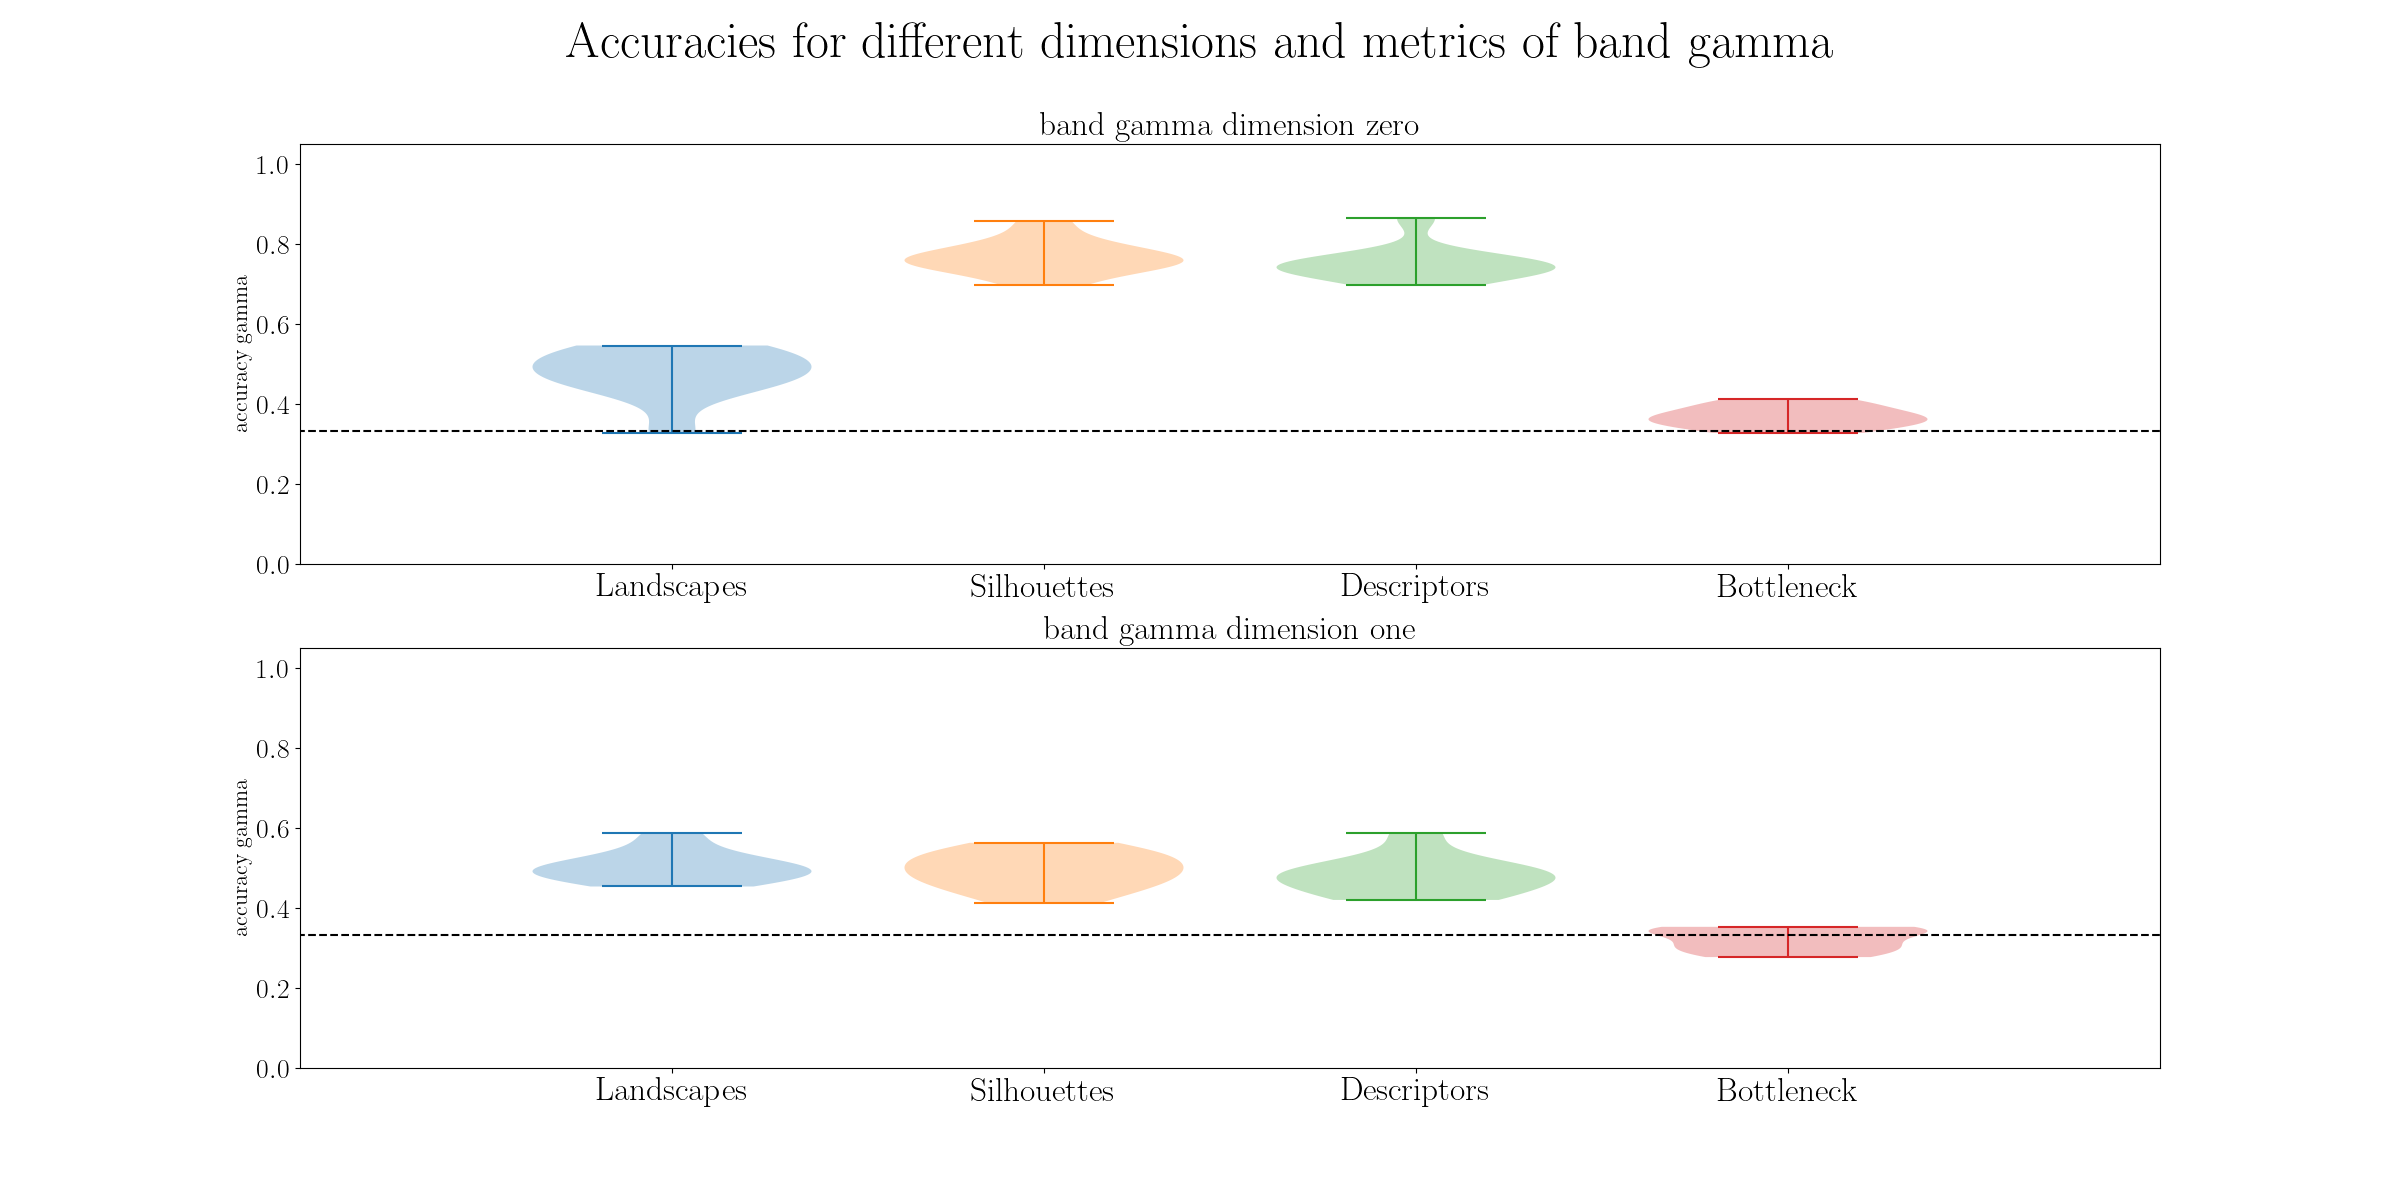 Accuracies for different dimensions and metrics of band gamma
band gamma dimension zero
accuracy gamma
1.0
0.8
0.6
0.4
0.2
0.0
Landscapes Silhouettes Descriptors Bottleneck
band gamma dimension one
accuracy gamma
1.0
0.8
0.6
0.4
0.2
0.0
Landscapes Silhouettes Descriptors Bottleneck